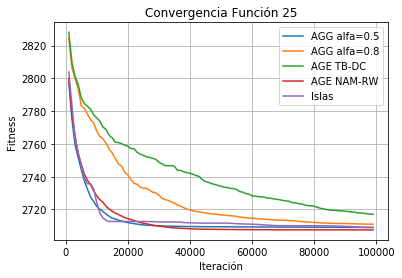 Convergencia Función 25
Fitness
2820
2800
2780
2760
2740
2720
AGG alfa=0.5
AGG alfa=0.8
AGE TB-DC
AGE NAM-RW
Islas
0 20000 40000 60000 80000 100000
Iteración